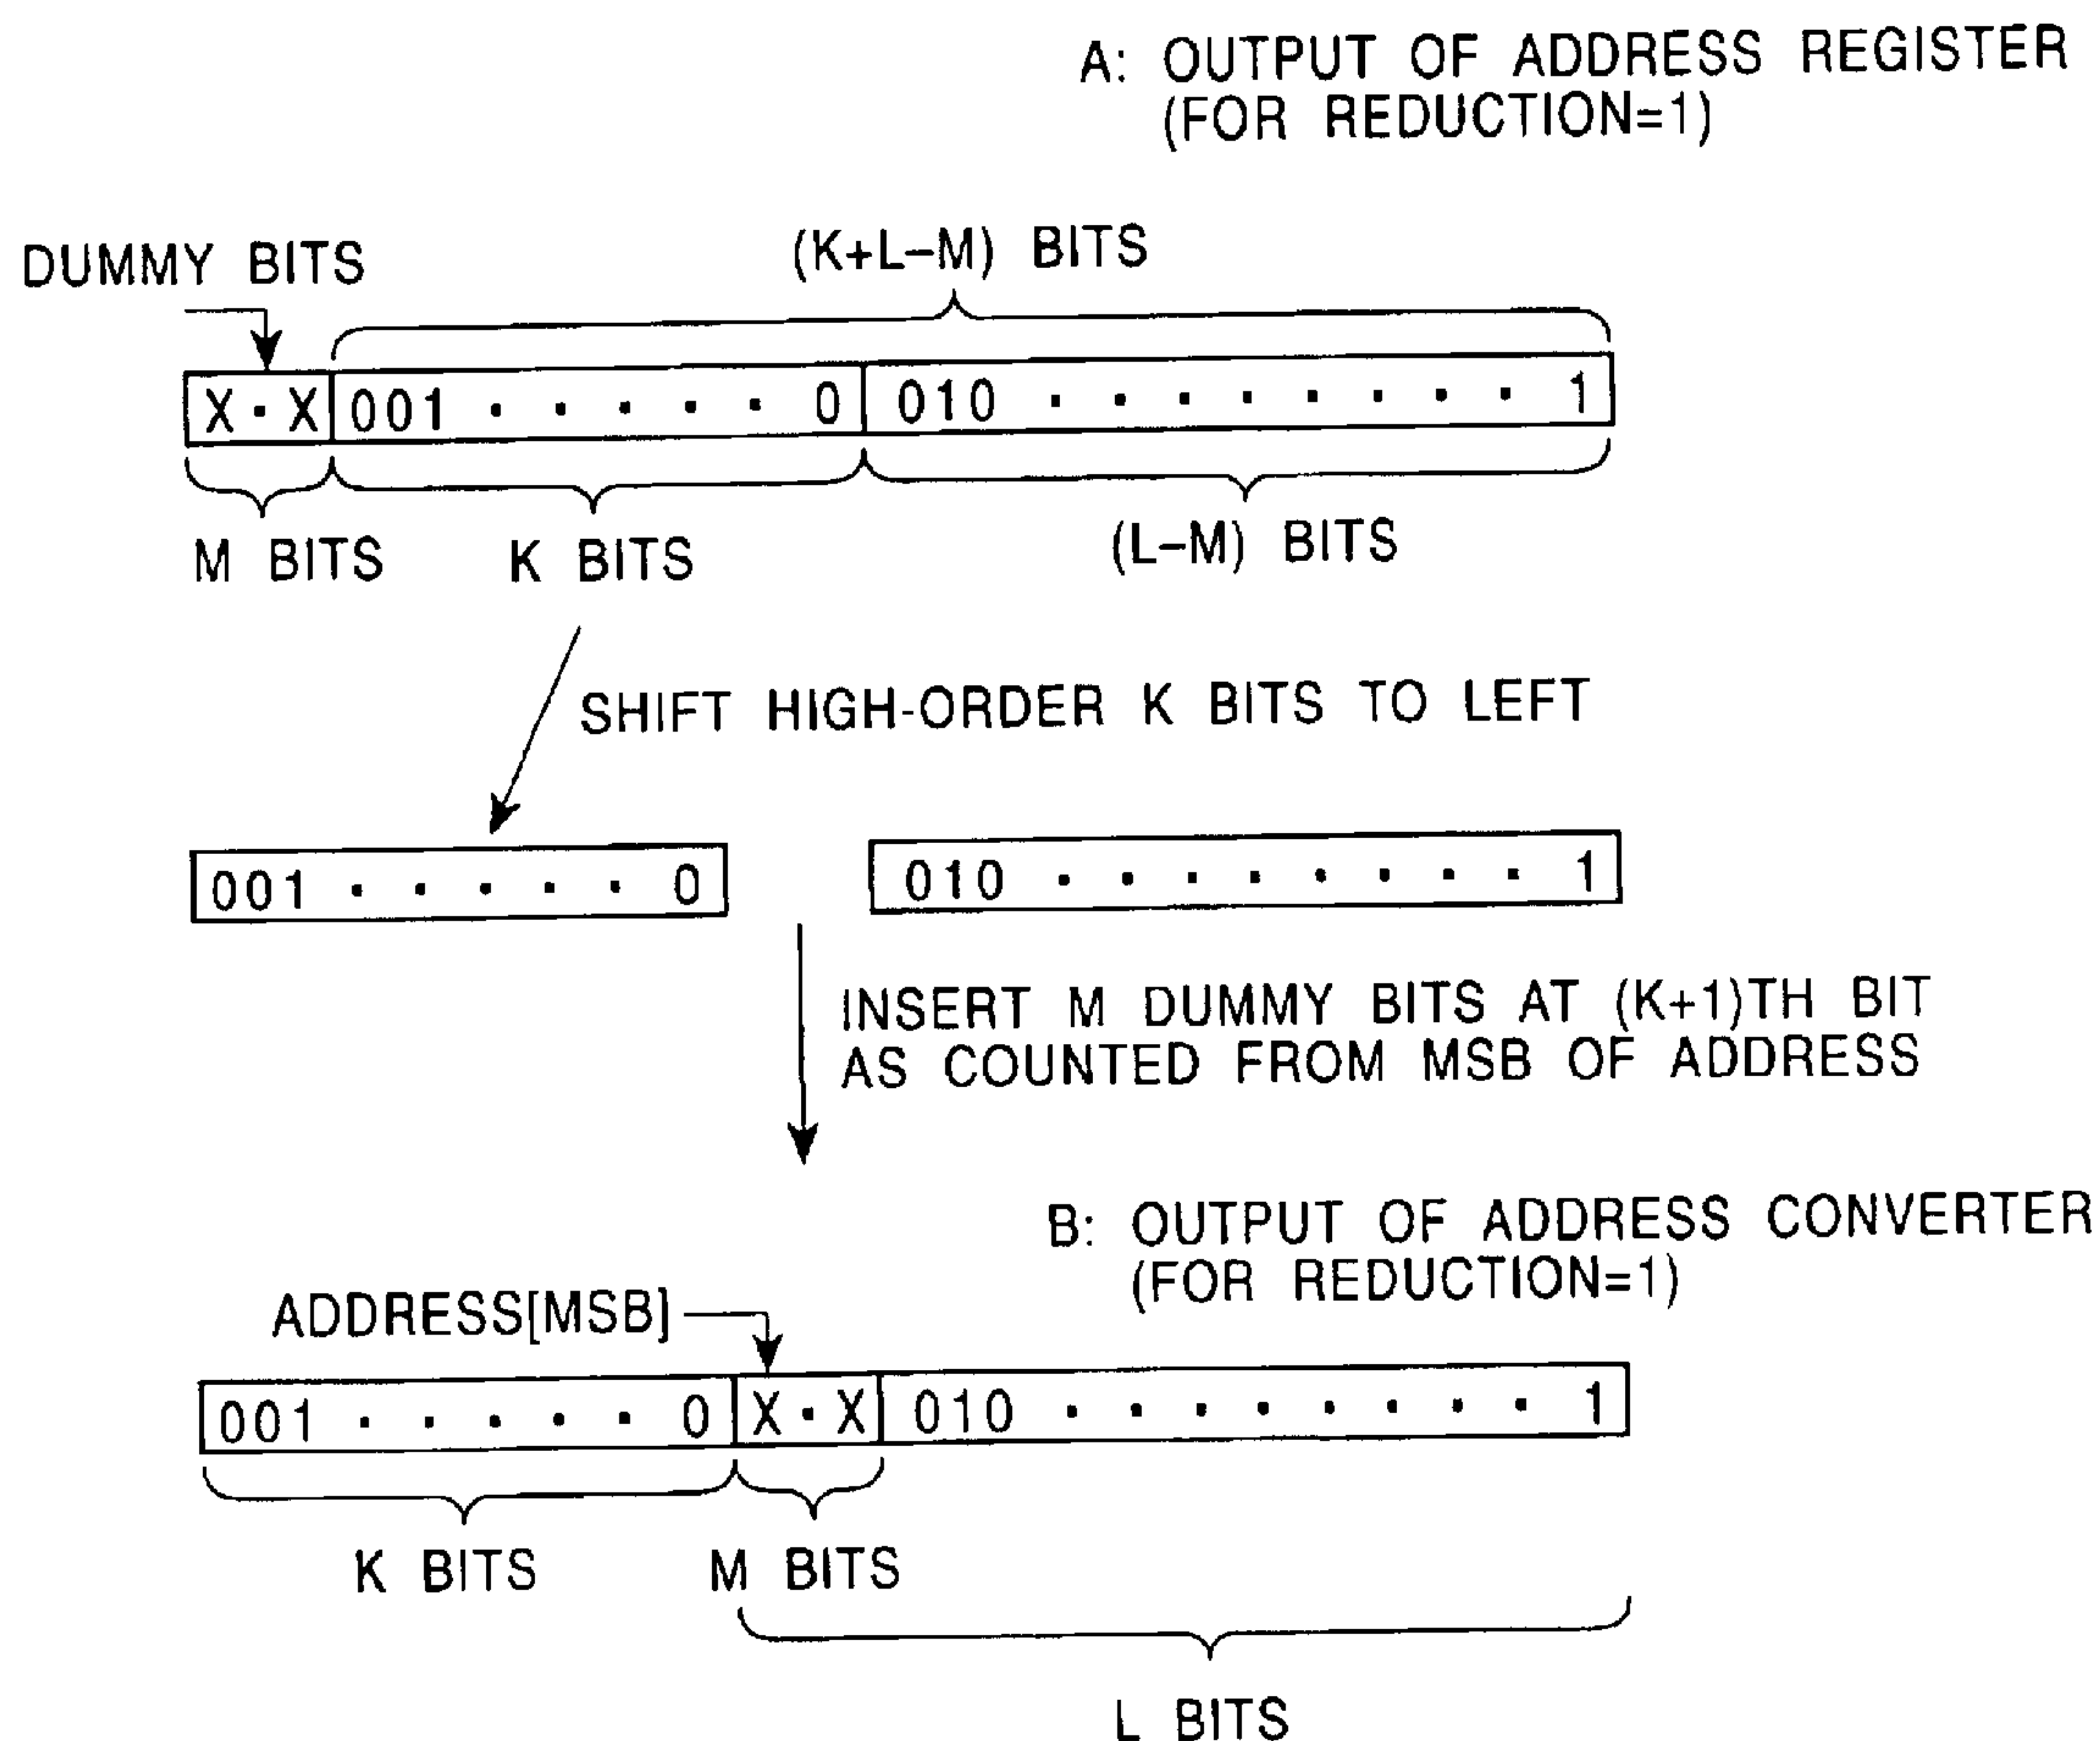 A: OUTPUT OF ADDRESS REGISTER
(FOR REDUCTION=1)
DUMMY BITS
(K+L–M) BITS
X · X 001 · · · · · 0 010 · · · · · · · · 1
M BITS
K BITS
(L–M) BITS
SHIFT HIGH-ORDER K BITS TO LEFT
001 · · · · · 0
010 · · · · · · · · 1
INSERT M DUMMY BITS AT (K+1)TH BIT
AS COUNTED FROM MSB OF ADDRESS
B: OUTPUT OF ADDRESS CONVERTER
(FOR REDUCTION=1)
ADDRESS[MSB]
001 · · · · · 0 X · X 010 · · · · · · · · 1
K BITS
M BITS
L BITS